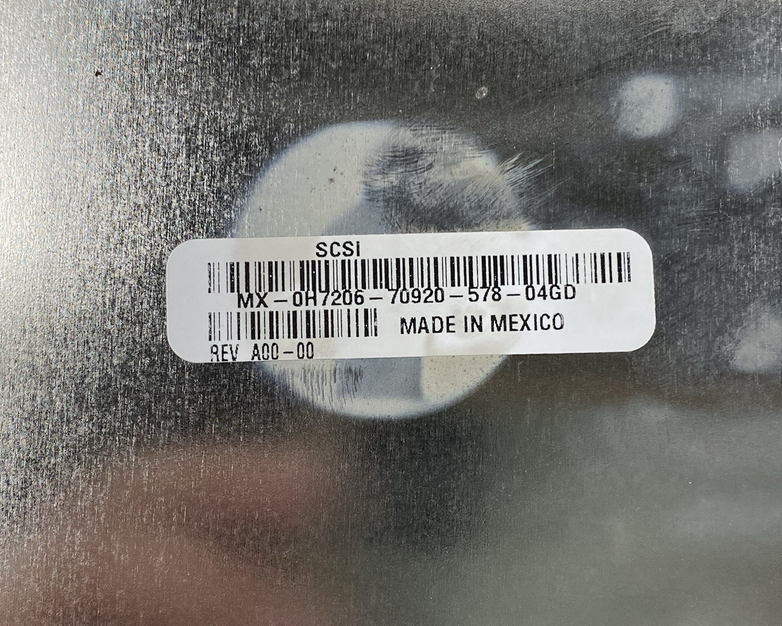 SCSI
MX-0H7206-70920-578-04GD
MADE IN MEXICO
REV A00-00